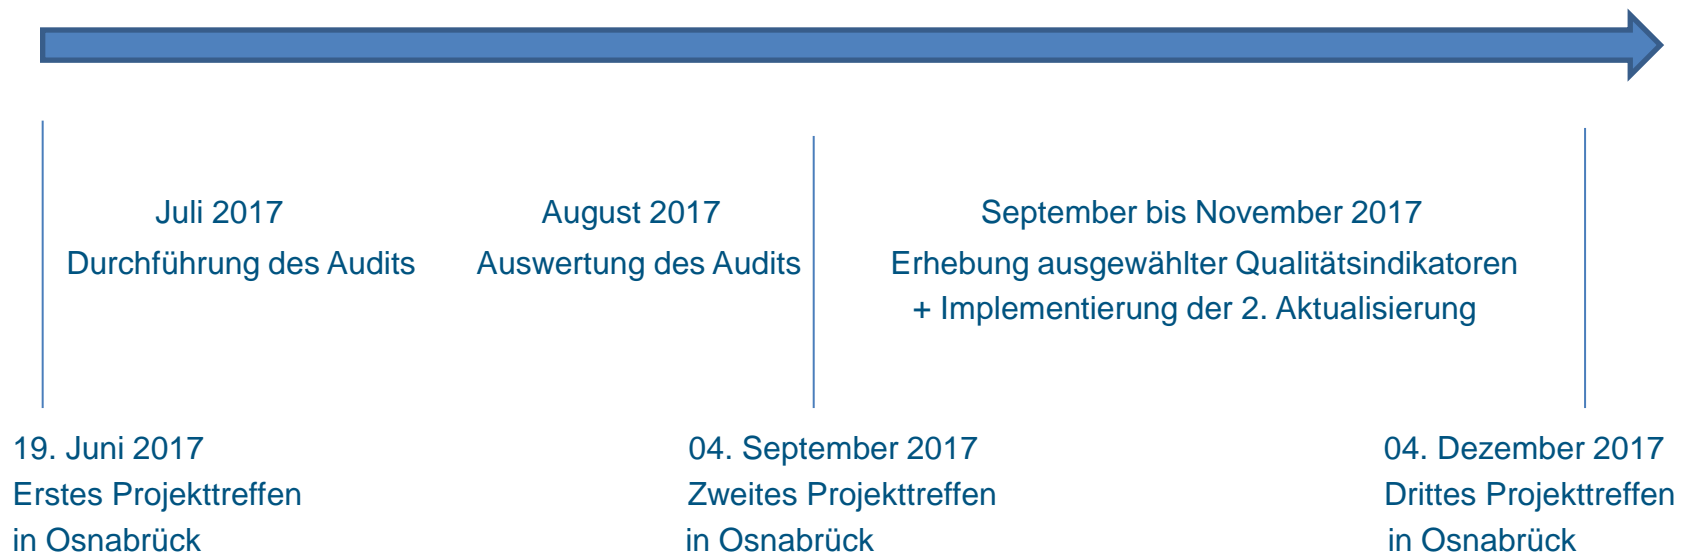 Juli 2017
Durchführung des Audits
August 2017
Auswertung des Audits
September bis November 2017
Erhebung ausgewählter Qualitätsindikatoren
+ Implementierung der 2. Aktualisierung
19. Juni 2017
Erstes Projekttreffen
in Osnabrück
04. September 2017
Zweites Projekttreffen
in Osnabrück
04. Dezember 2017
Drittes Projekttreffen
in Osnabrück